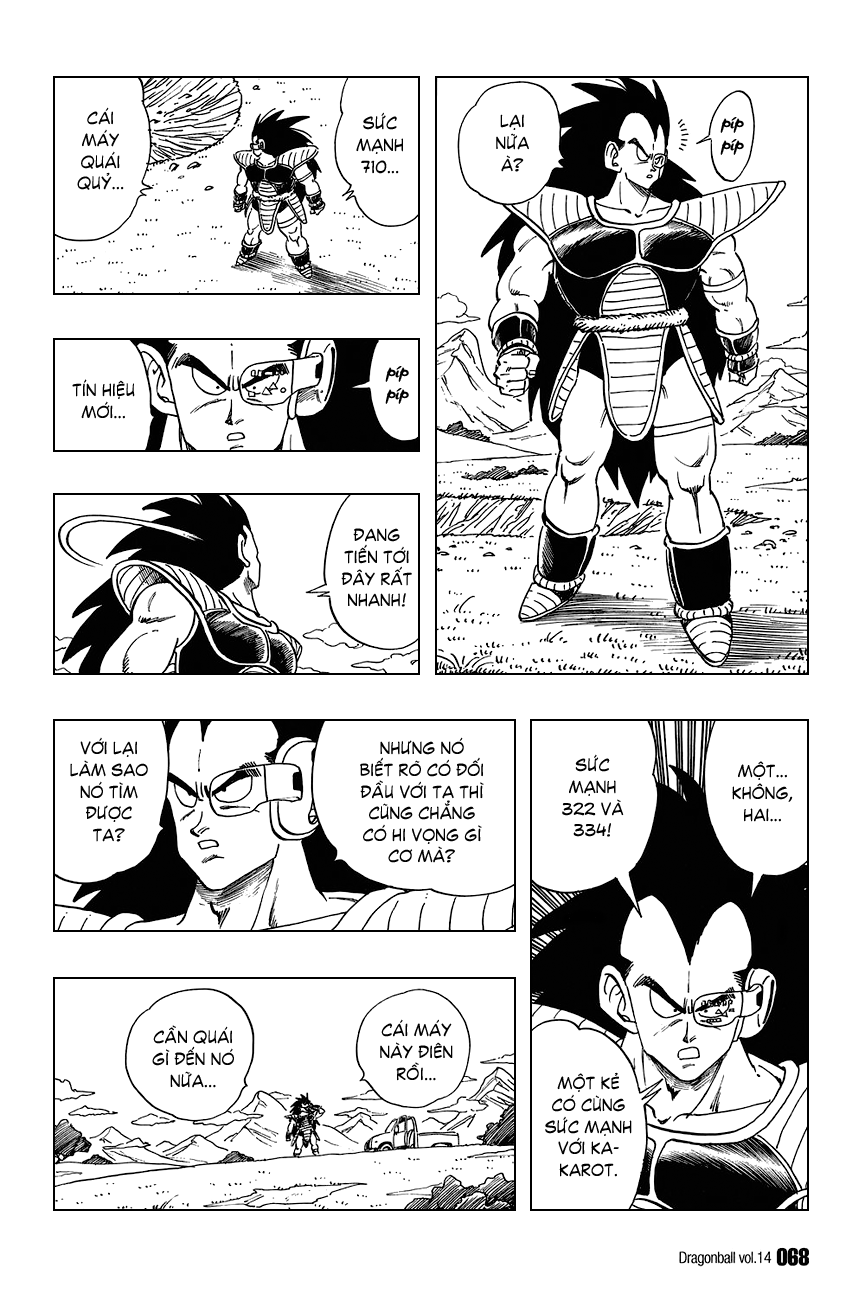 píp
píp
LẠI
NỮA
À?
SỨC
MẠNH
710...
CÁI
MÁY
QUÁI
QUỶ...
píp
píp
TÍN HIỆU
MỚI...
ĐANG
TIẾN TỚI
ĐÂY RẤT
NHANH!
MỘT...
KHÔNG,
HAI...
SỨC
MẠNH
322 VÀ
334!
MỘT KẺ
CÓ CÙNG
SỨC MẠNH
VỚI KA-
KAROT.
NHƯNG NÓ
BIẾT RÕ CÓ ĐỐI
ĐẦU VỚI TA THÌ
CŨNG CHẲNG
CÓ HI VỌNG GÌ
CƠ MÀ?
VỚI LẠI
LÀM SAO
NÓ TÌM
ĐƯỢC
TA?
CÁI MÁY
NÀY ĐIÊN
RỒI...
CẦN QUÁI
GÌ ĐẾN NÓ
NỮA...
Dragonball vol.14 068